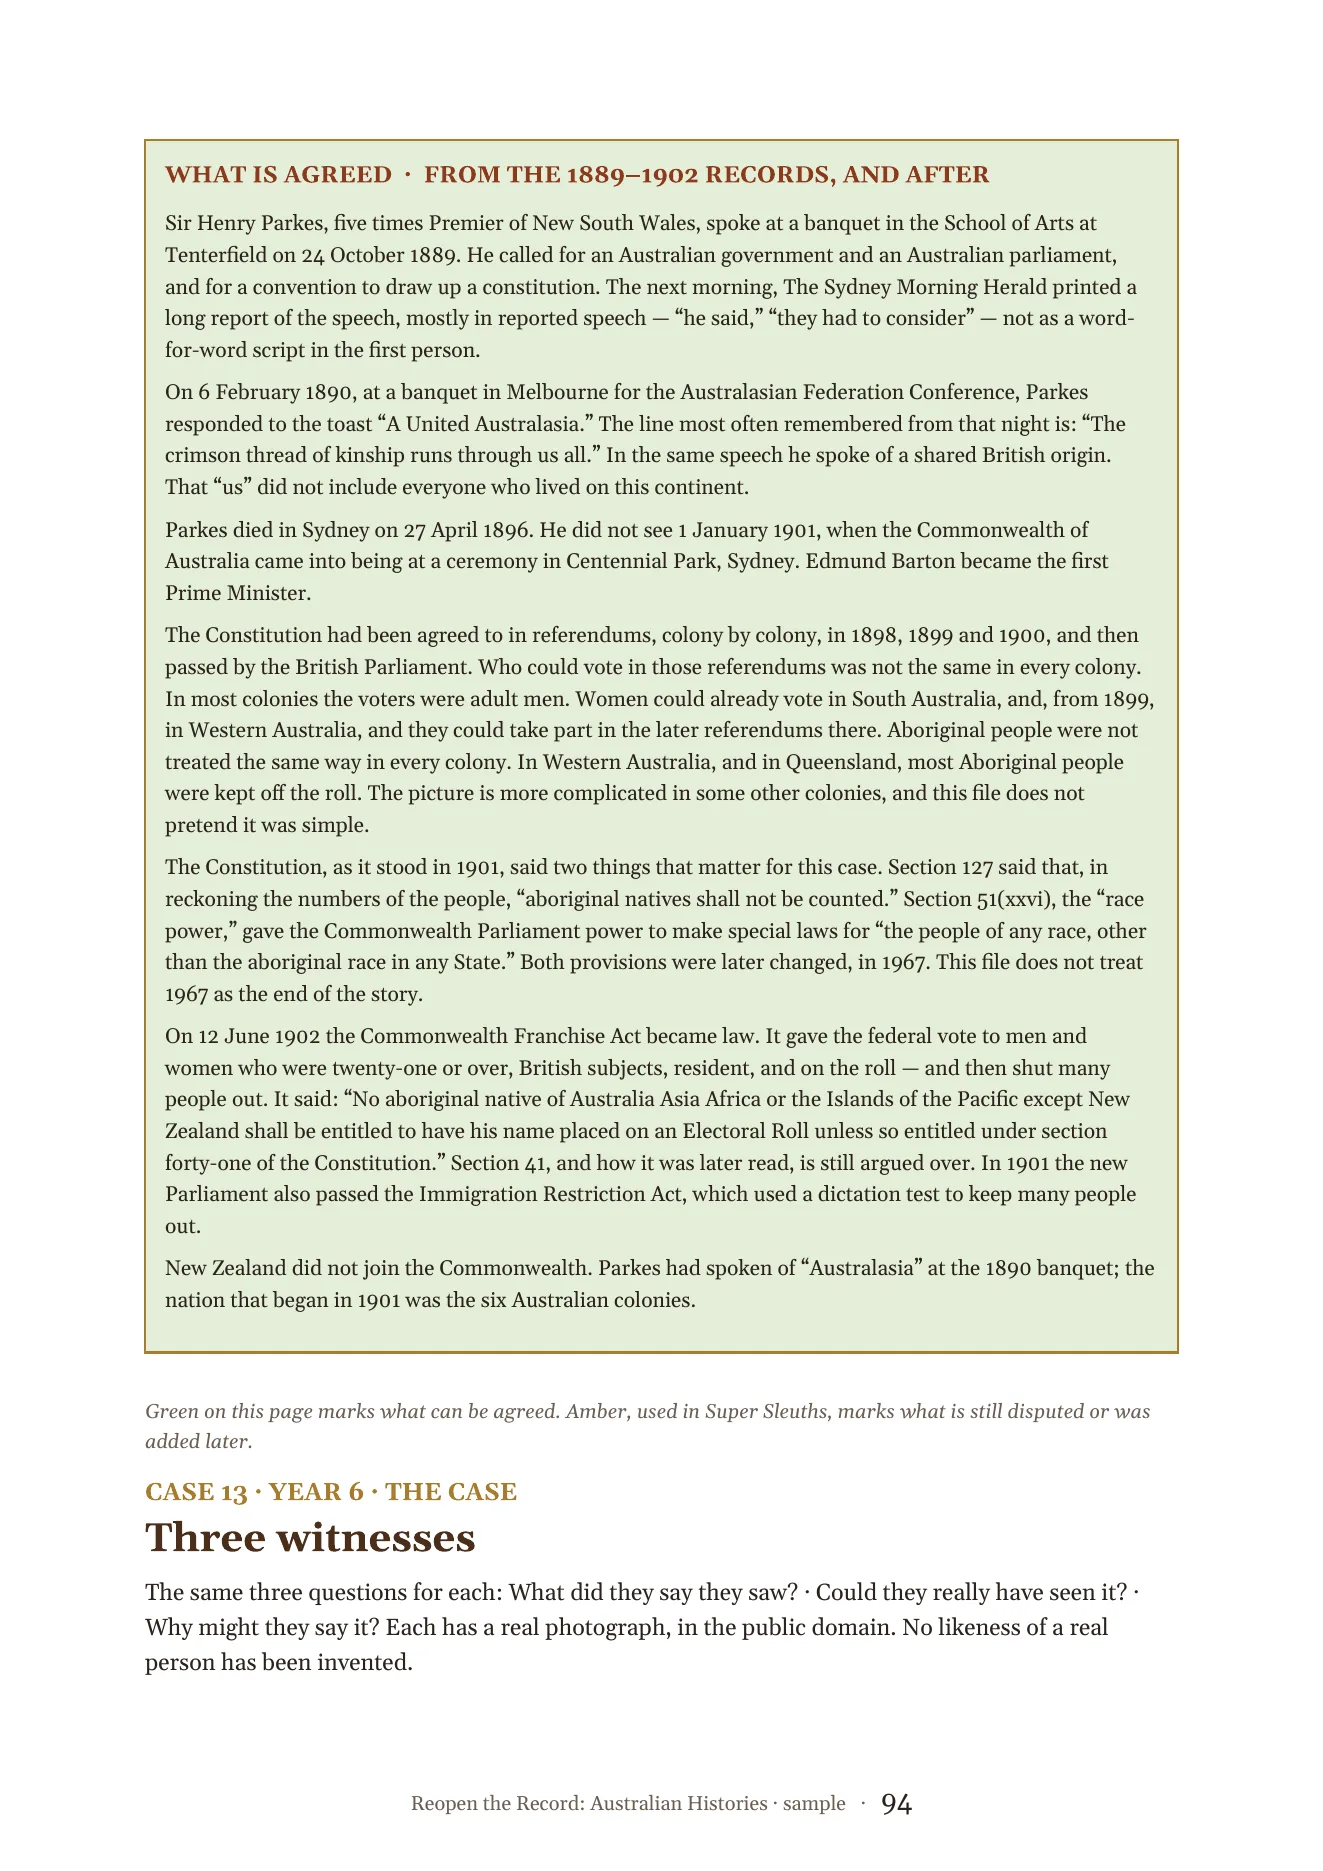 WHAT IS AGREED · FROM THE 1889–1902 RECORDS, AND AFTER
Sir Henry Parkes, five times Premier of New South Wales, spoke at a banquet in the School of Arts at
Tenterfield on 24 October 1889. He called for an Australian government and an Australian parliament,
and for a convention to draw up a constitution. The next morning, The Sydney Morning Herald printed a
long report of the speech, mostly in reported speech — “he said,” “they had to consider” — not as a word-
for-word script in the first person.
On 6 February 1890, at a banquet in Melbourne for the Australasian Federation Conference, Parkes
responded to the toast “A United Australasia.” The line most often remembered from that night is: “The
crimson thread of kinship runs through us all.” In the same speech he spoke of a shared British origin.
That “us” did not include everyone who lived on this continent.
Parkes died in Sydney on 27 April 1896. He did not see 1 January 1901, when the Commonwealth of
Australia came into being at a ceremony in Centennial Park, Sydney. Edmund Barton became the first
Prime Minister.
The Constitution had been agreed to in referendums, colony by colony, in 1898, 1899 and 1900, and then
passed by the British Parliament. Who could vote in those referendums was not the same in every colony.
In most colonies the voters were adult men. Women could already vote in South Australia, and, from 1899,
in Western Australia, and they could take part in the later referendums there. Aboriginal people were not
treated the same way in every colony. In Western Australia, and in Queensland, most Aboriginal people
were kept off the roll. The picture is more complicated in some other colonies, and this file does not
pretend it was simple.
The Constitution, as it stood in 1901, said two things that matter for this case. Section 127 said that, in
reckoning the numbers of the people, “aboriginal natives shall not be counted.” Section 51(xxvi), the “race
power,” gave the Commonwealth Parliament power to make special laws for “the people of any race, other
than the aboriginal race in any State.” Both provisions were later changed, in 1967. This file does not treat
1967 as the end of the story.
On 12 June 1902 the Commonwealth Franchise Act became law. It gave the federal vote to men and
women who were twenty-one or over, British subjects, resident, and on the roll — and then shut many
people out. It said: “No aboriginal native of Australia Asia Africa or the Islands of the Pacific except New
Zealand shall be entitled to have his name placed on an Electoral Roll unless so entitled under section
forty-one of the Constitution.” Section 41, and how it was later read, is still argued over. In 1901 the new
Parliament also passed the Immigration Restriction Act, which used a dictation test to keep many people
out.
New Zealand did not join the Commonwealth. Parkes had spoken of “Australasia” at the 1890 banquet; the
nation that began in 1901 was the six Australian colonies.
Green on this page marks what can be agreed. Amber, used in Super Sleuths, marks what is still disputed or was
added later.
CASE 13 · YEAR 6 · THE CASE
Three witnesses
The same three questions for each: What did they say they saw? · Could they really have seen it? ·
Why might they say it? Each has a real photograph, in the public domain. No likeness of a real
person has been invented.
Reopen the Record: Australian Histories · sample · 94